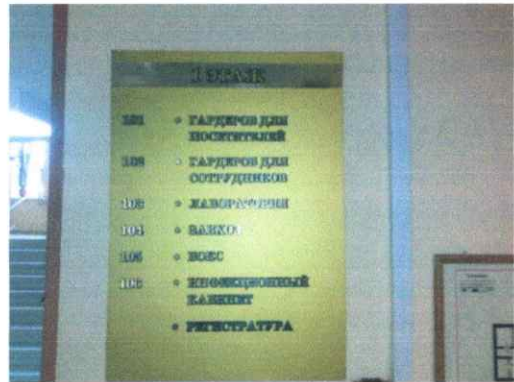 1 ЭТАЖ
101 • ГАРДЕРОБ ДЛЯ
ПОСЕТИТЕЛЕЙ
102 • ГАРДЕРОБ ДЛЯ
СОТРУДНИКОВ
103 • ЛАБОРАТОРИЯ
104 • ЗАВХОЗ
105 • БОКС
106 • ИНФЕКЦИОННЫЙ
КАБИНЕТ
• РЕГИСТРАТУРА